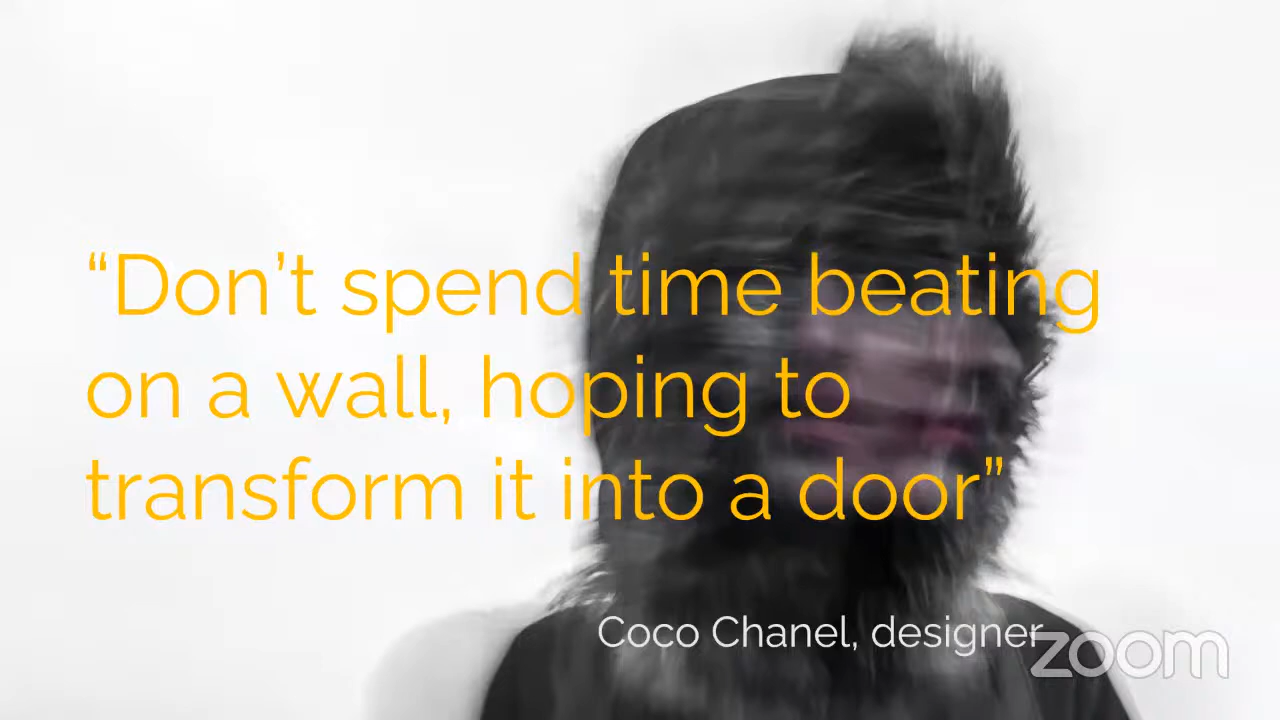 “Don’t spend time beating
on a wall, hoping to
transform it into a door”
Coco Chanel, designer
zoom